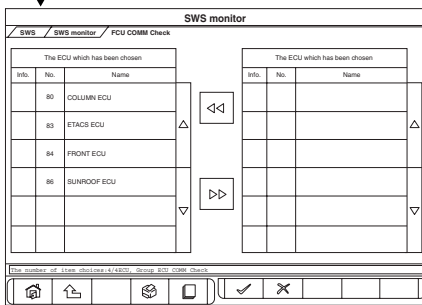 SWS monitor
SWS SWS monitor FCU COMM Check
The ECU which has been chosen The ECU which has been chosen
Info. No. Name Info. No. Name
80 COLUMN ECU
83 ETACS ECU
84 FRONT ECU
86 SUNROOF ECU
The number of item choices:4/4ECU, Group ECU COMM Check